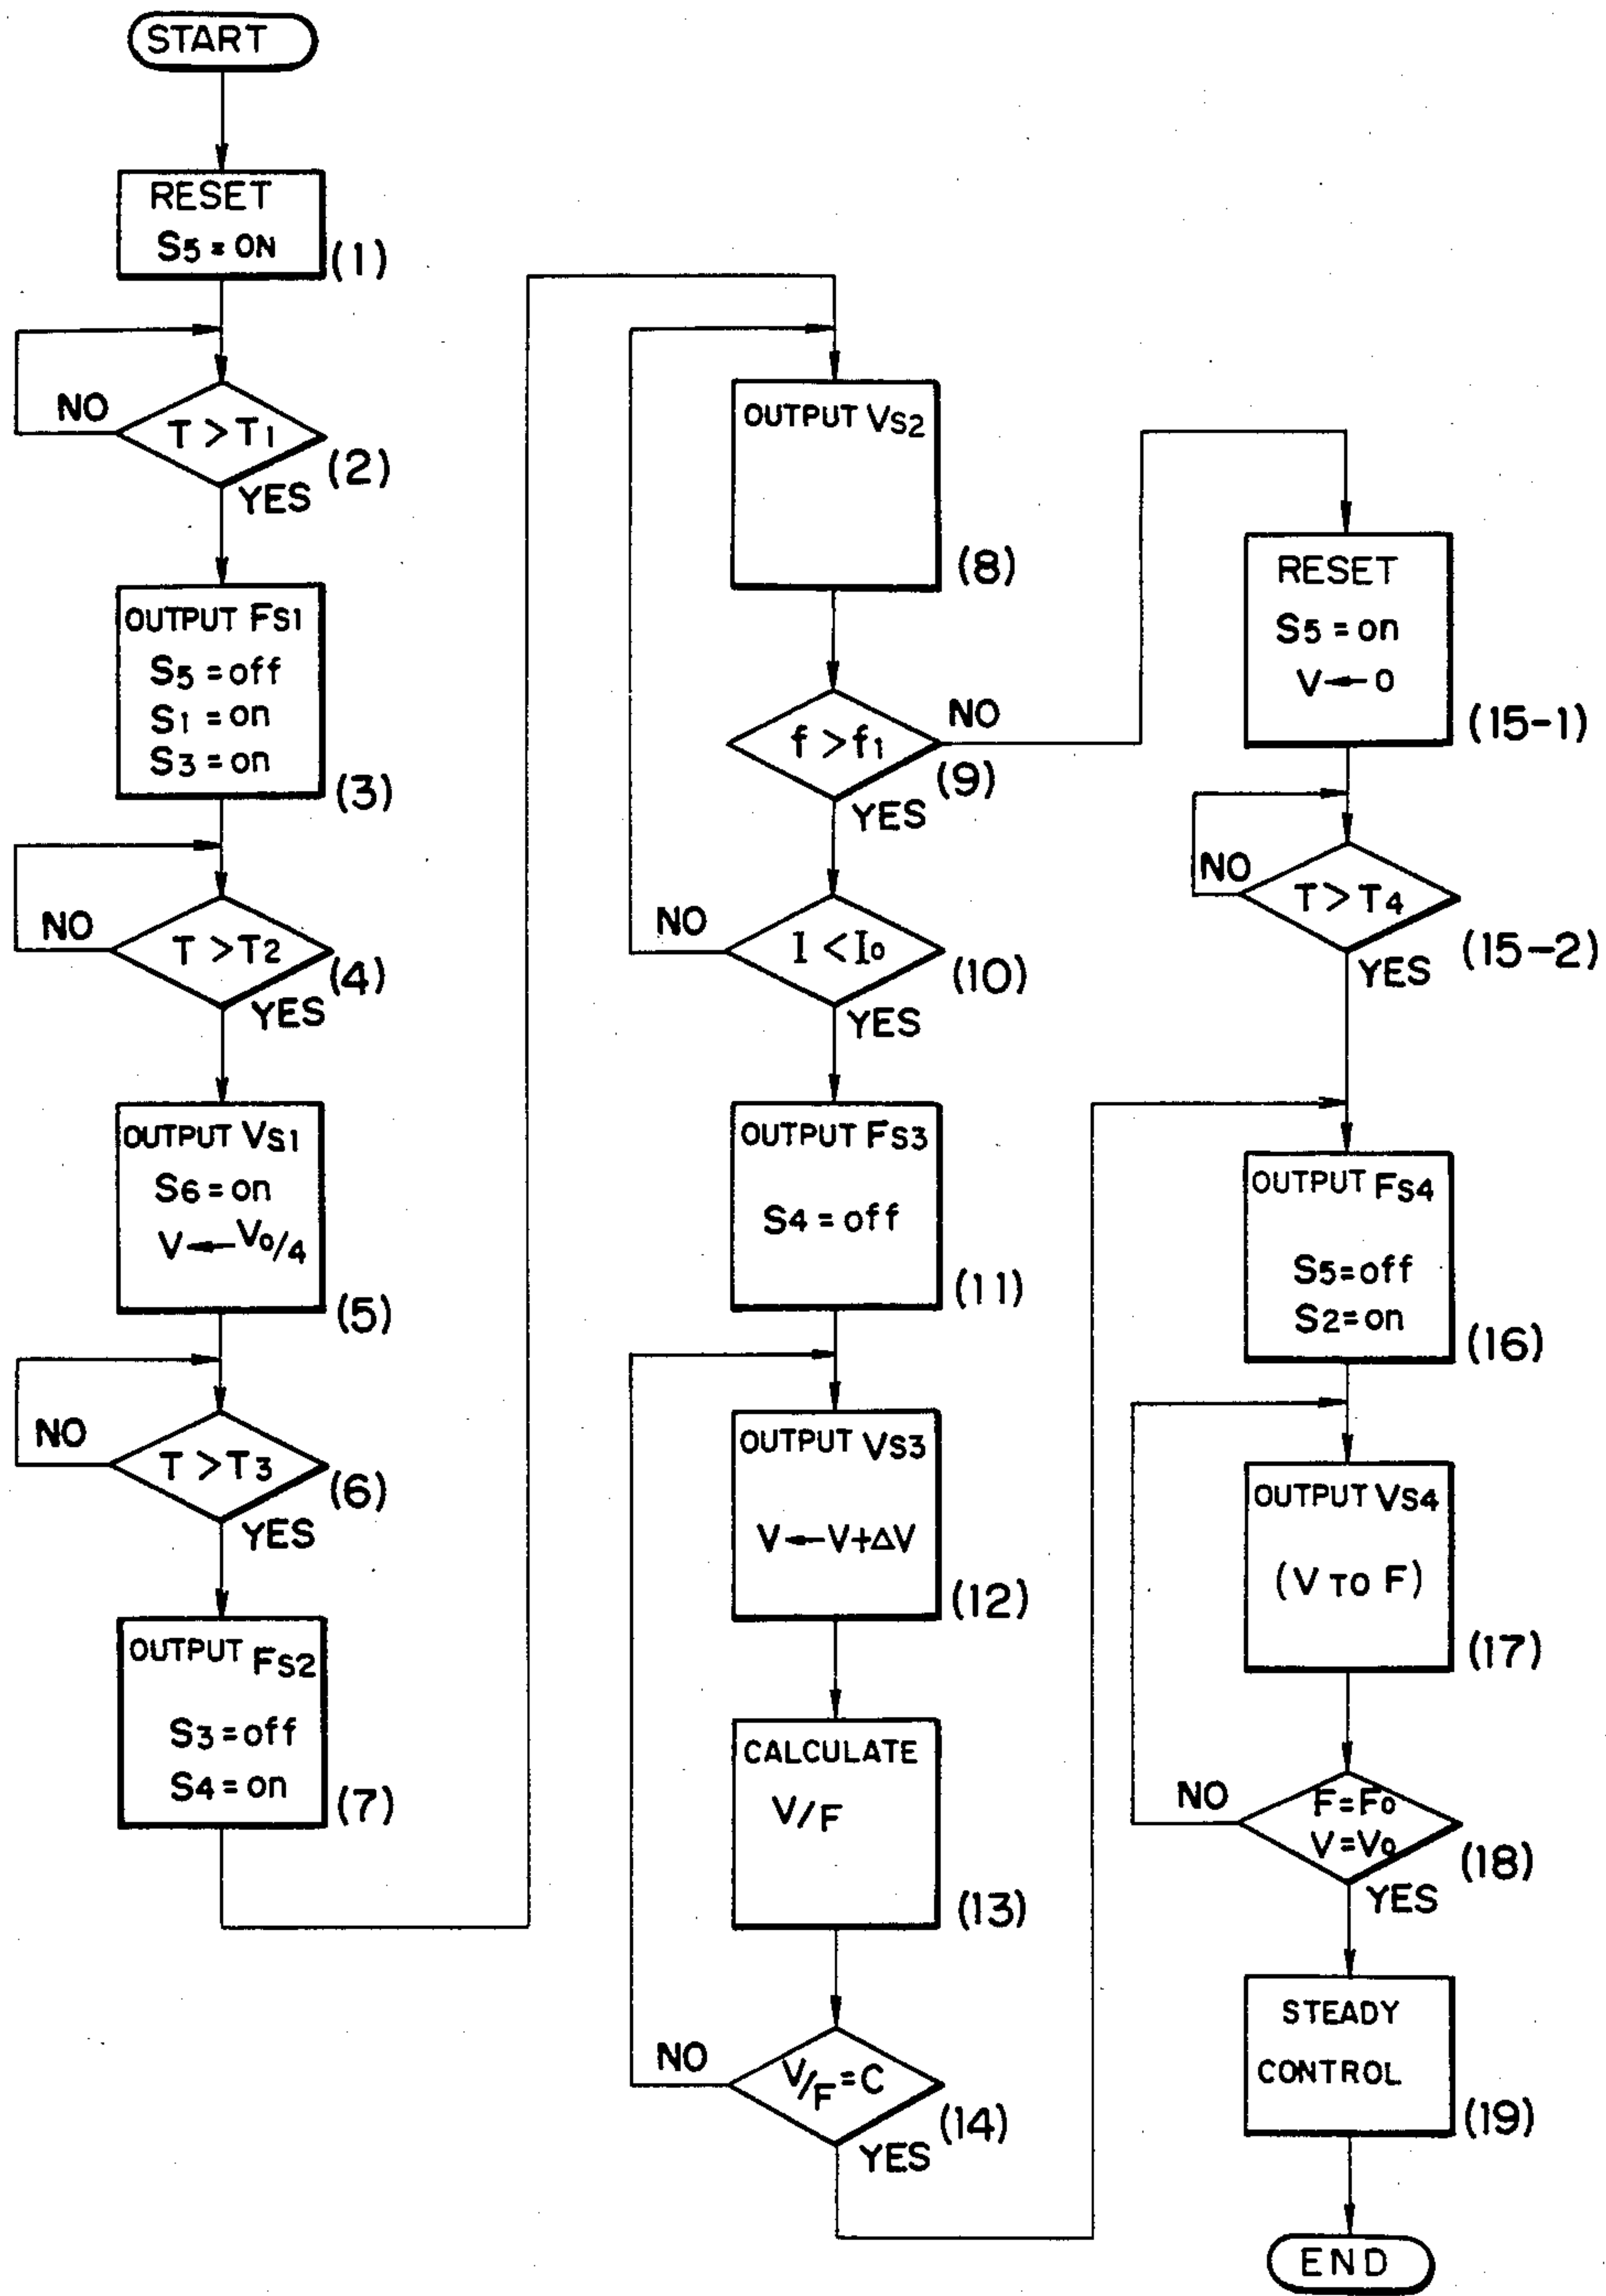 START
RESET
S5 = ON
(1)
NO
T > T1
(2)
YES
OUTPUT FS1
S5 = off
S1 = on
S3 = on
(3)
NO
T > T2
(4)
YES
OUTPUT VS1
S6 = on
V ← V0/4
(5)
NO
T > T3
(6)
YES
OUTPUT FS2
S3 = off
S4 = on
(7)
OUTPUT VS2
(8)
NO
f > f1
(9)
YES
NO
I < I0
(10)
YES
OUTPUT FS3
S4 = off
(11)
OUTPUT VS3
V ← V+ΔV
(12)
CALCULATE
V/F
(13)
NO
V/F = C
(14)
YES
RESET
S5 = on
V ← 0
(15-1)
NO
T > T4
(15-2)
YES
OUTPUT FS4
S5 = off
S2 = on
(16)
OUTPUT VS4
(V TO F)
(17)
NO
F = F0
V = V0
(18)
YES
STEADY
CONTROL
(19)
END